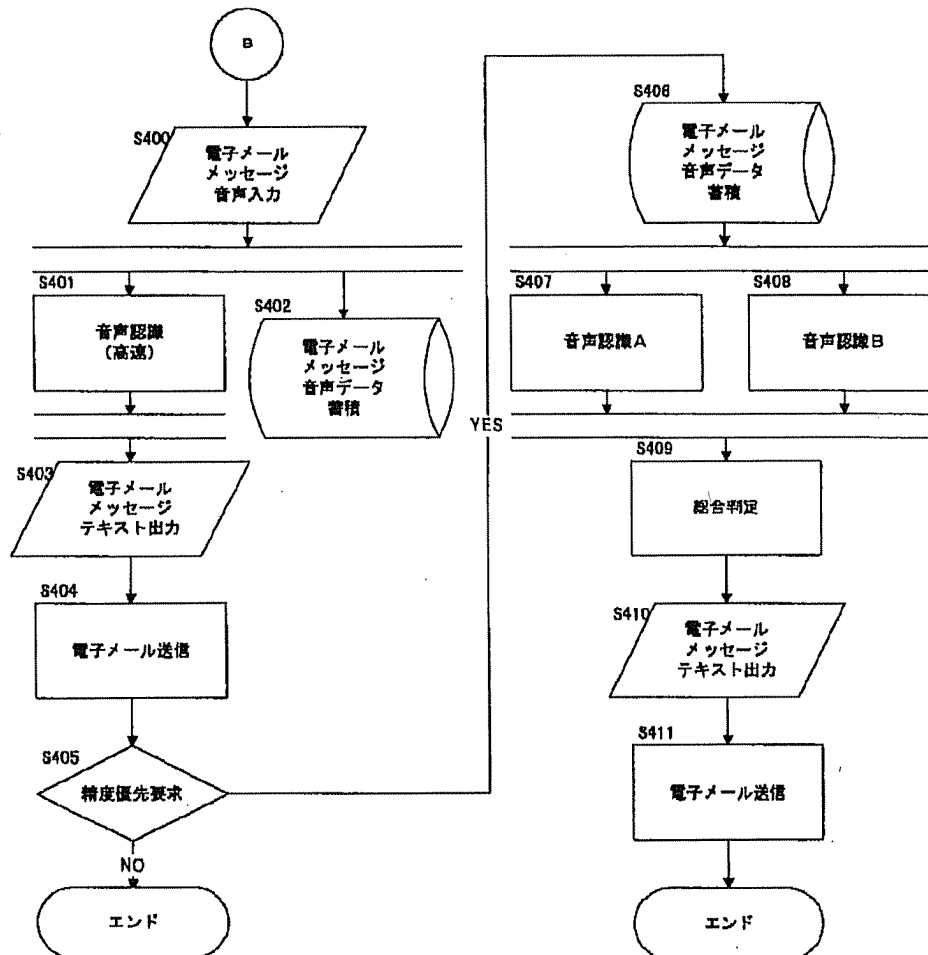 B
S400
電子メール
メッセージ
音声入力
S401
音声認識
(高速)
S402
電子メール
メッセージ
音声データ
蓄積
S403
電子メール
メッセージ
テキスト出力
S404
電子メール送信
S405
精度優先要求
YES
NO
エンド
S406
電子メール
メッセージ
音声データ
蓄積
S407
音声認識A
S408
音声認識B
S409
総合判定
S410
電子メール
メッセージ
テキスト出力
S411
電子メール送信
エンド